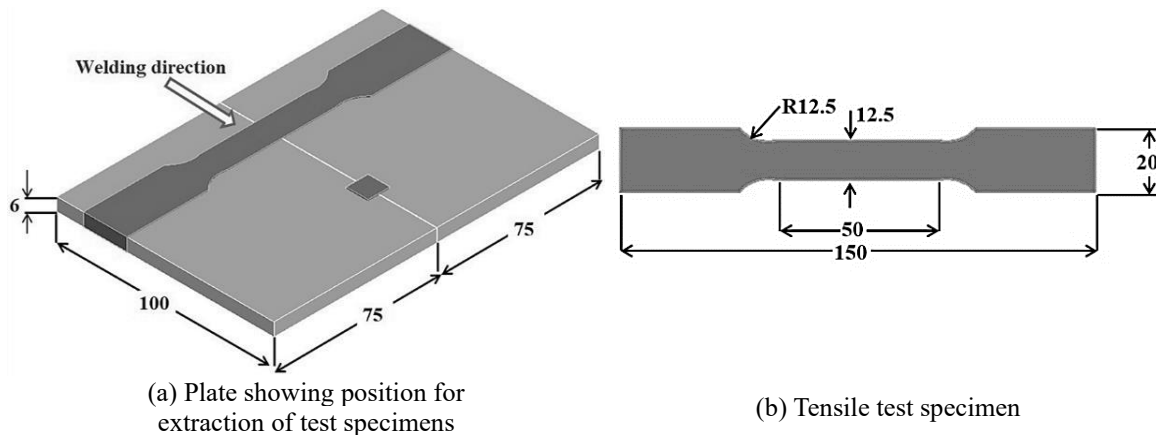 Welding direction
6
100
75
75
R12.5
12.5
20
50
150
(a) Plate showing position for
extraction of test specimens
(b) Tensile test specimen